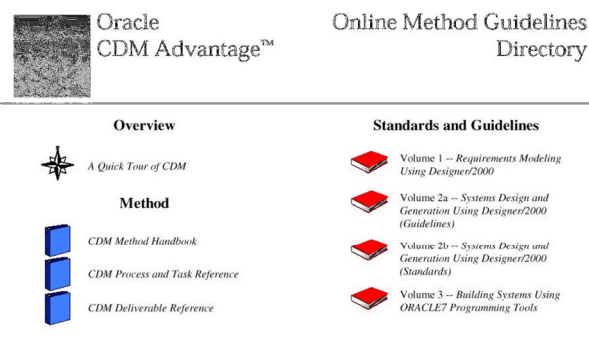 Oracle
CDM Advantage™
Online Method Guidelines
Directory
Overview
A Quick Tour of CDM
Method
CDM Method Handbook
CDM Process and Task Reference
CDM Deliverable Reference
Standards and Guidelines
Volume 1 -- Requirements Modeling
Using Designer/2000
Volume 2a -- Systems Design and
Generation Using Designer/2000
(Guidelines)
Volume 2b -- Systems Design and
Generation Using Designer/2000
(Standards)
Volume 3 -- Building Systems Using
ORACLE7 Programming Tools